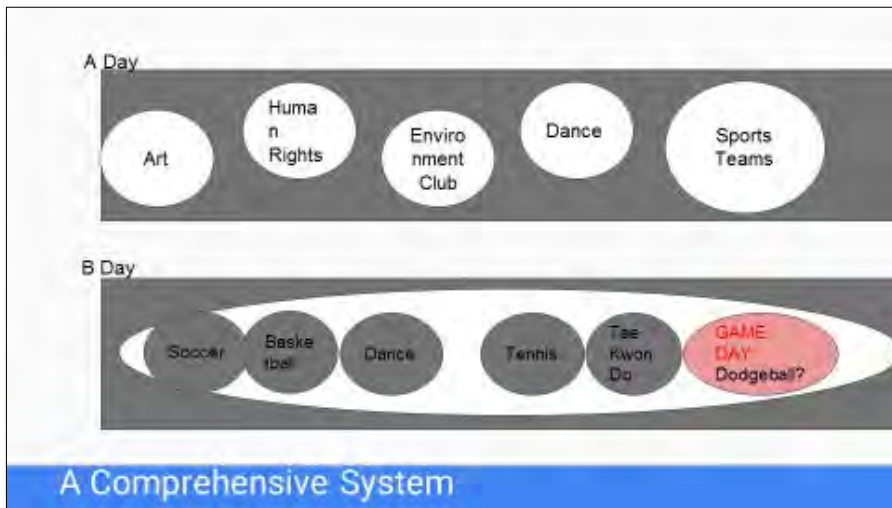 A Day
Art
Huma
n
Rights
Enviro
nment
Club
Dance
Sports
Teams
B Day
Soccer
Baske
tball
Dance
Tennis
Tae
Kwon
Do
GAME
DAY:
Dodgeball?
A Comprehensive System